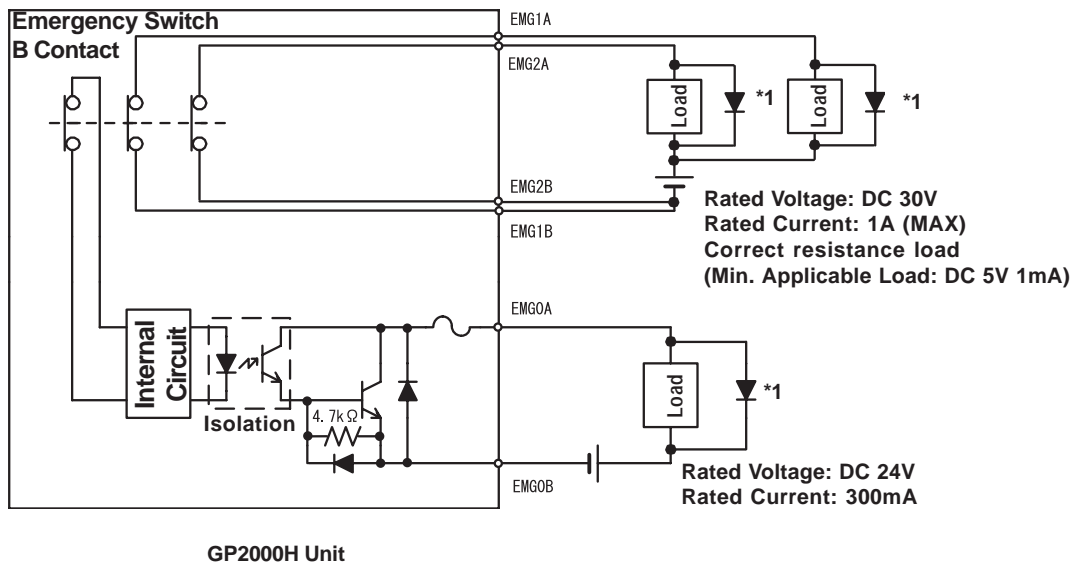 Emergency Switch
B Contact
EMG1A
EMG2A
Load
*1
Load
*1
EMG2B
EMG1B
Rated Voltage: DC 30V
Rated Current: 1A (MAX)
Correct resistance load
(Min. Applicable Load: DC 5V 1mA)
EMG0A
Internal
Circuit
Isolation
4.7kΩ
Load
*1
EMG0B
Rated Voltage: DC 24V
Rated Current: 300mA
GP2000H Unit